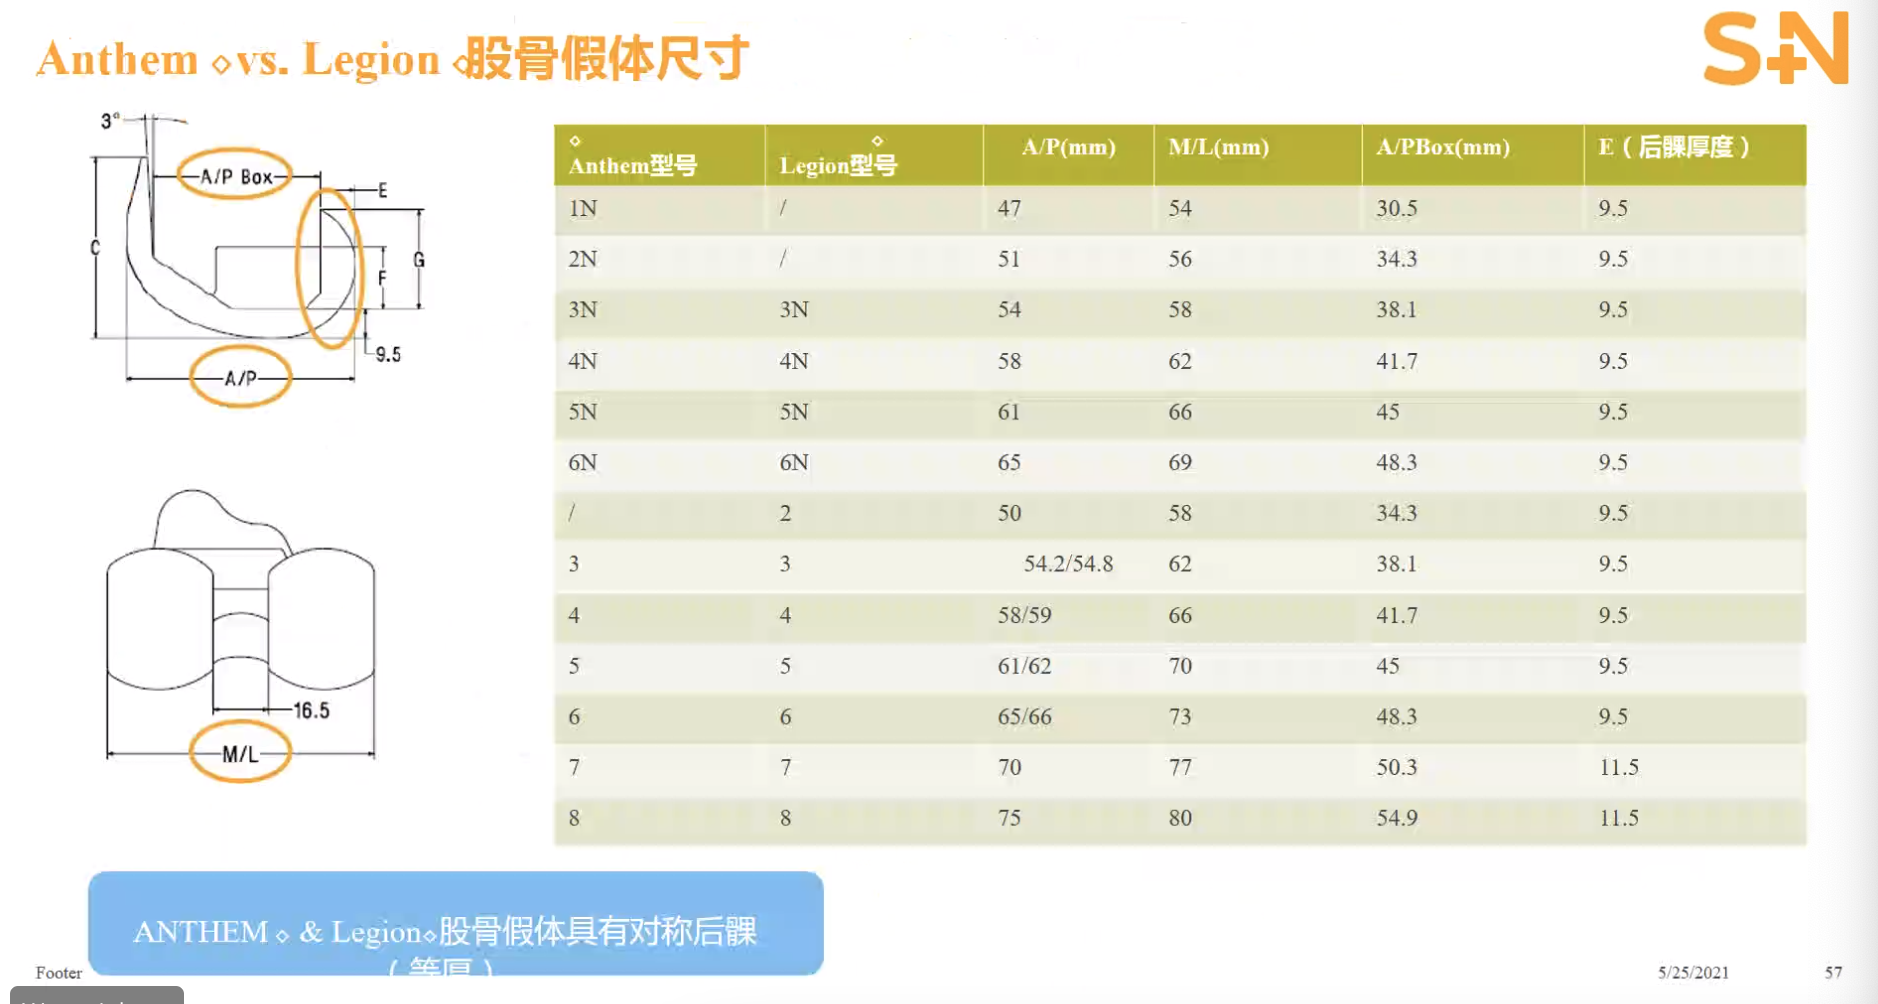 Anthem ◇vs. Legion ◇股骨假体尺寸
S+N
3°
A/P Box
E
C
G
F
9.5
A/P
16.5
M/L
◇ ◇
Anthem型号 Legion型号 A/P(mm) M/L(mm) A/PBox(mm) E（后髁厚度）
1N / 47 54 30.5 9.5
2N / 51 56 34.3 9.5
3N 3N 54 58 38.1 9.5
4N 4N 58 62 41.7 9.5
5N 5N 61 66 45 9.5
6N 6N 65 69 48.3 9.5
/ 2 50 58 34.3 9.5
3 3 54.2/54.8 62 38.1 9.5
4 4 58/59 66 41.7 9.5
5 5 61/62 70 45 9.5
6 6 65/66 73 48.3 9.5
7 7 70 77 50.3 11.5
8 8 75 80 54.9 11.5
ANTHEM ◇ & Legion◇股骨假体具有对称后髁
（等厚）
Footer
5/25/2021
57